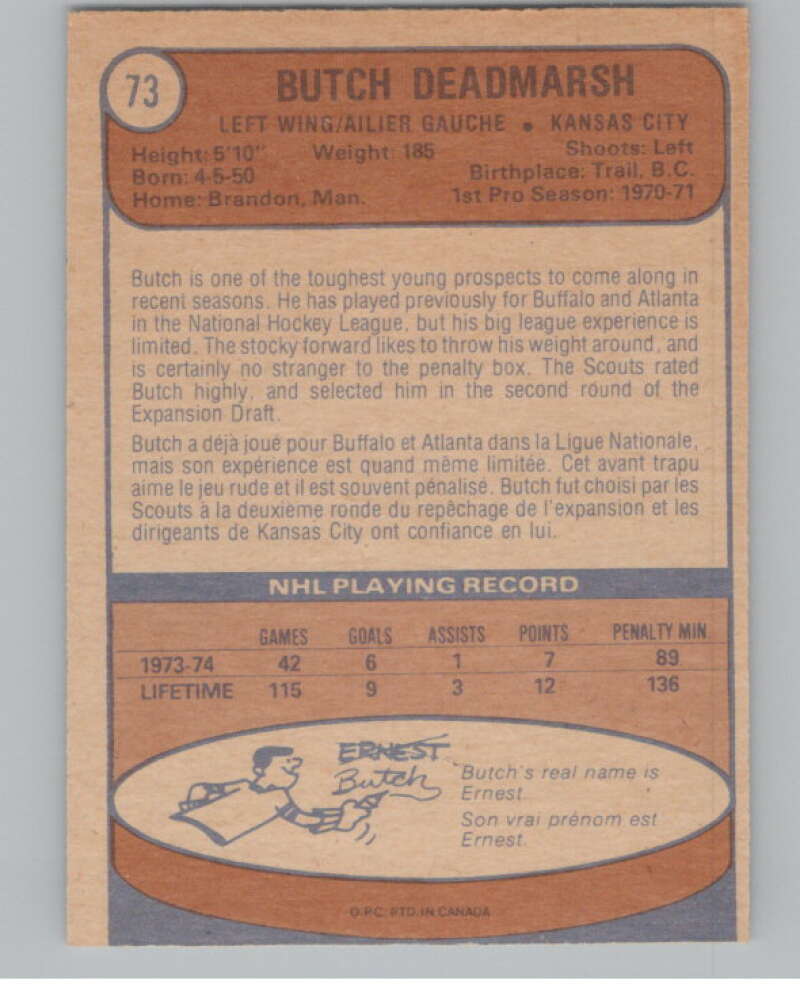 73
BUTCH DEADMARSH
LEFT WING/AILIER GAUCHE • KANSAS CITY
Height: 5'10" Weight: 185 Shoots: Left
Born: 4-5-50 Birthplace: Trail, B.C.
Home: Brandon, Man. 1st Pro Season: 1970-71
Butch is one of the toughest young prospects to come along in
recent seasons. He has played previously for Buffalo and Atlanta
in the National Hockey League, but his big league experience is
limited. The stocky forward likes to throw his weight around, and
is certainly no stranger to the penalty box. The Scouts rated
Butch highly, and selected him in the second round of the
Expansion Draft.
Butch a déjà joué pour Buffalo et Atlanta dans la Ligue Nationale,
mais son expérience est quand même limitée. Cet avant trapu
aime le jeu rude et il est souvent pénalisé. Butch fut choisi par les
Scouts à la deuxième ronde du repêchage de l'expansion et les
dirigeants de Kansas City ont confiance en lui.
NHL PLAYING RECORD
GAMES GOALS ASSISTS POINTS PENALTY MIN
1973-74 42 6 1 7 89
LIFETIME 115 9 3 12 136
ERNEST
Butch
Butch's real name is
Ernest.
Son vrai prénom est
Ernest.
O.P.C. PTD. IN CANADA